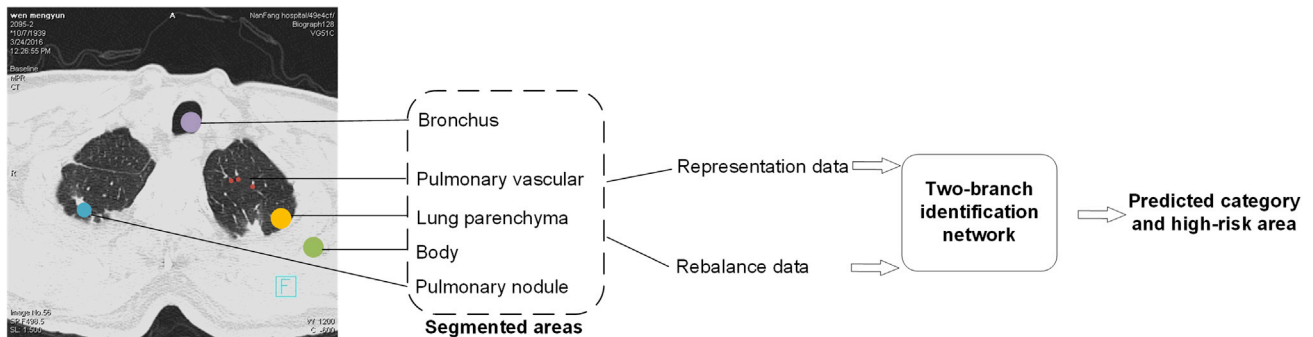 wen mengyun
2095-2
*10/7/1939
3/24/2016
12:26:55 PM
Baseline
MPR
CT
A
NanFang hospital/49e4cf/
Biograph128
VG51C
R
F
Image No.56
SP F498.5
SL: 1.500
W: 1200
C: -600
Bronchus
Pulmonary vascular
Lung parenchyma
Body
Pulmonary nodule
Segmented areas
Representation data
Rebalance data
Two-branch
identification
network
Predicted category
and high-risk area